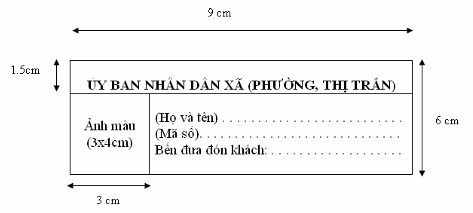 9 cm
1.5cm
ỦY BAN NHÂN DÂN XÃ (PHƯỜNG, THỊ TRẤN)
Ảnh màu
(3x4cm)
(Họ và tên) . . . . . . . . . . . . . . . . . . . . . . . . . .
(Mã số). . . . . . . . . . . . . . . . . . . . . . . . . . . . .
Bến đưa đón khách: . . . . . . . . . . . . . . . . . . .
6 cm
3 cm